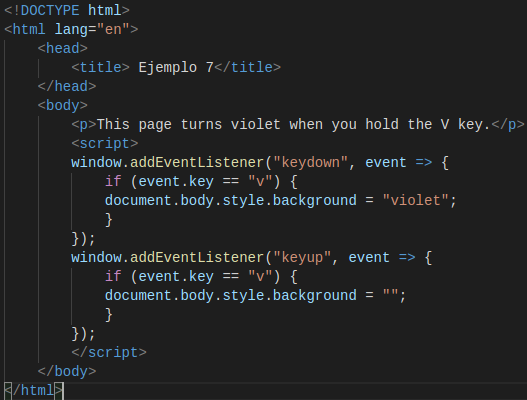 <!DOCTYPE html>
<html lang="en">
    <head>
        <title> Ejemplo 7</title>
    </head>
    <body>
        <p>This page turns violet when you hold the V key.</p>
        <script>
        window.addEventListener("keydown", event => {
            if (event.key == "v") {
            document.body.style.background = "violet";
            }
        });
        window.addEventListener("keyup", event => {
            if (event.key == "v") {
            document.body.style.background = "";
            }
        });
        </script>
    </body>
</html>